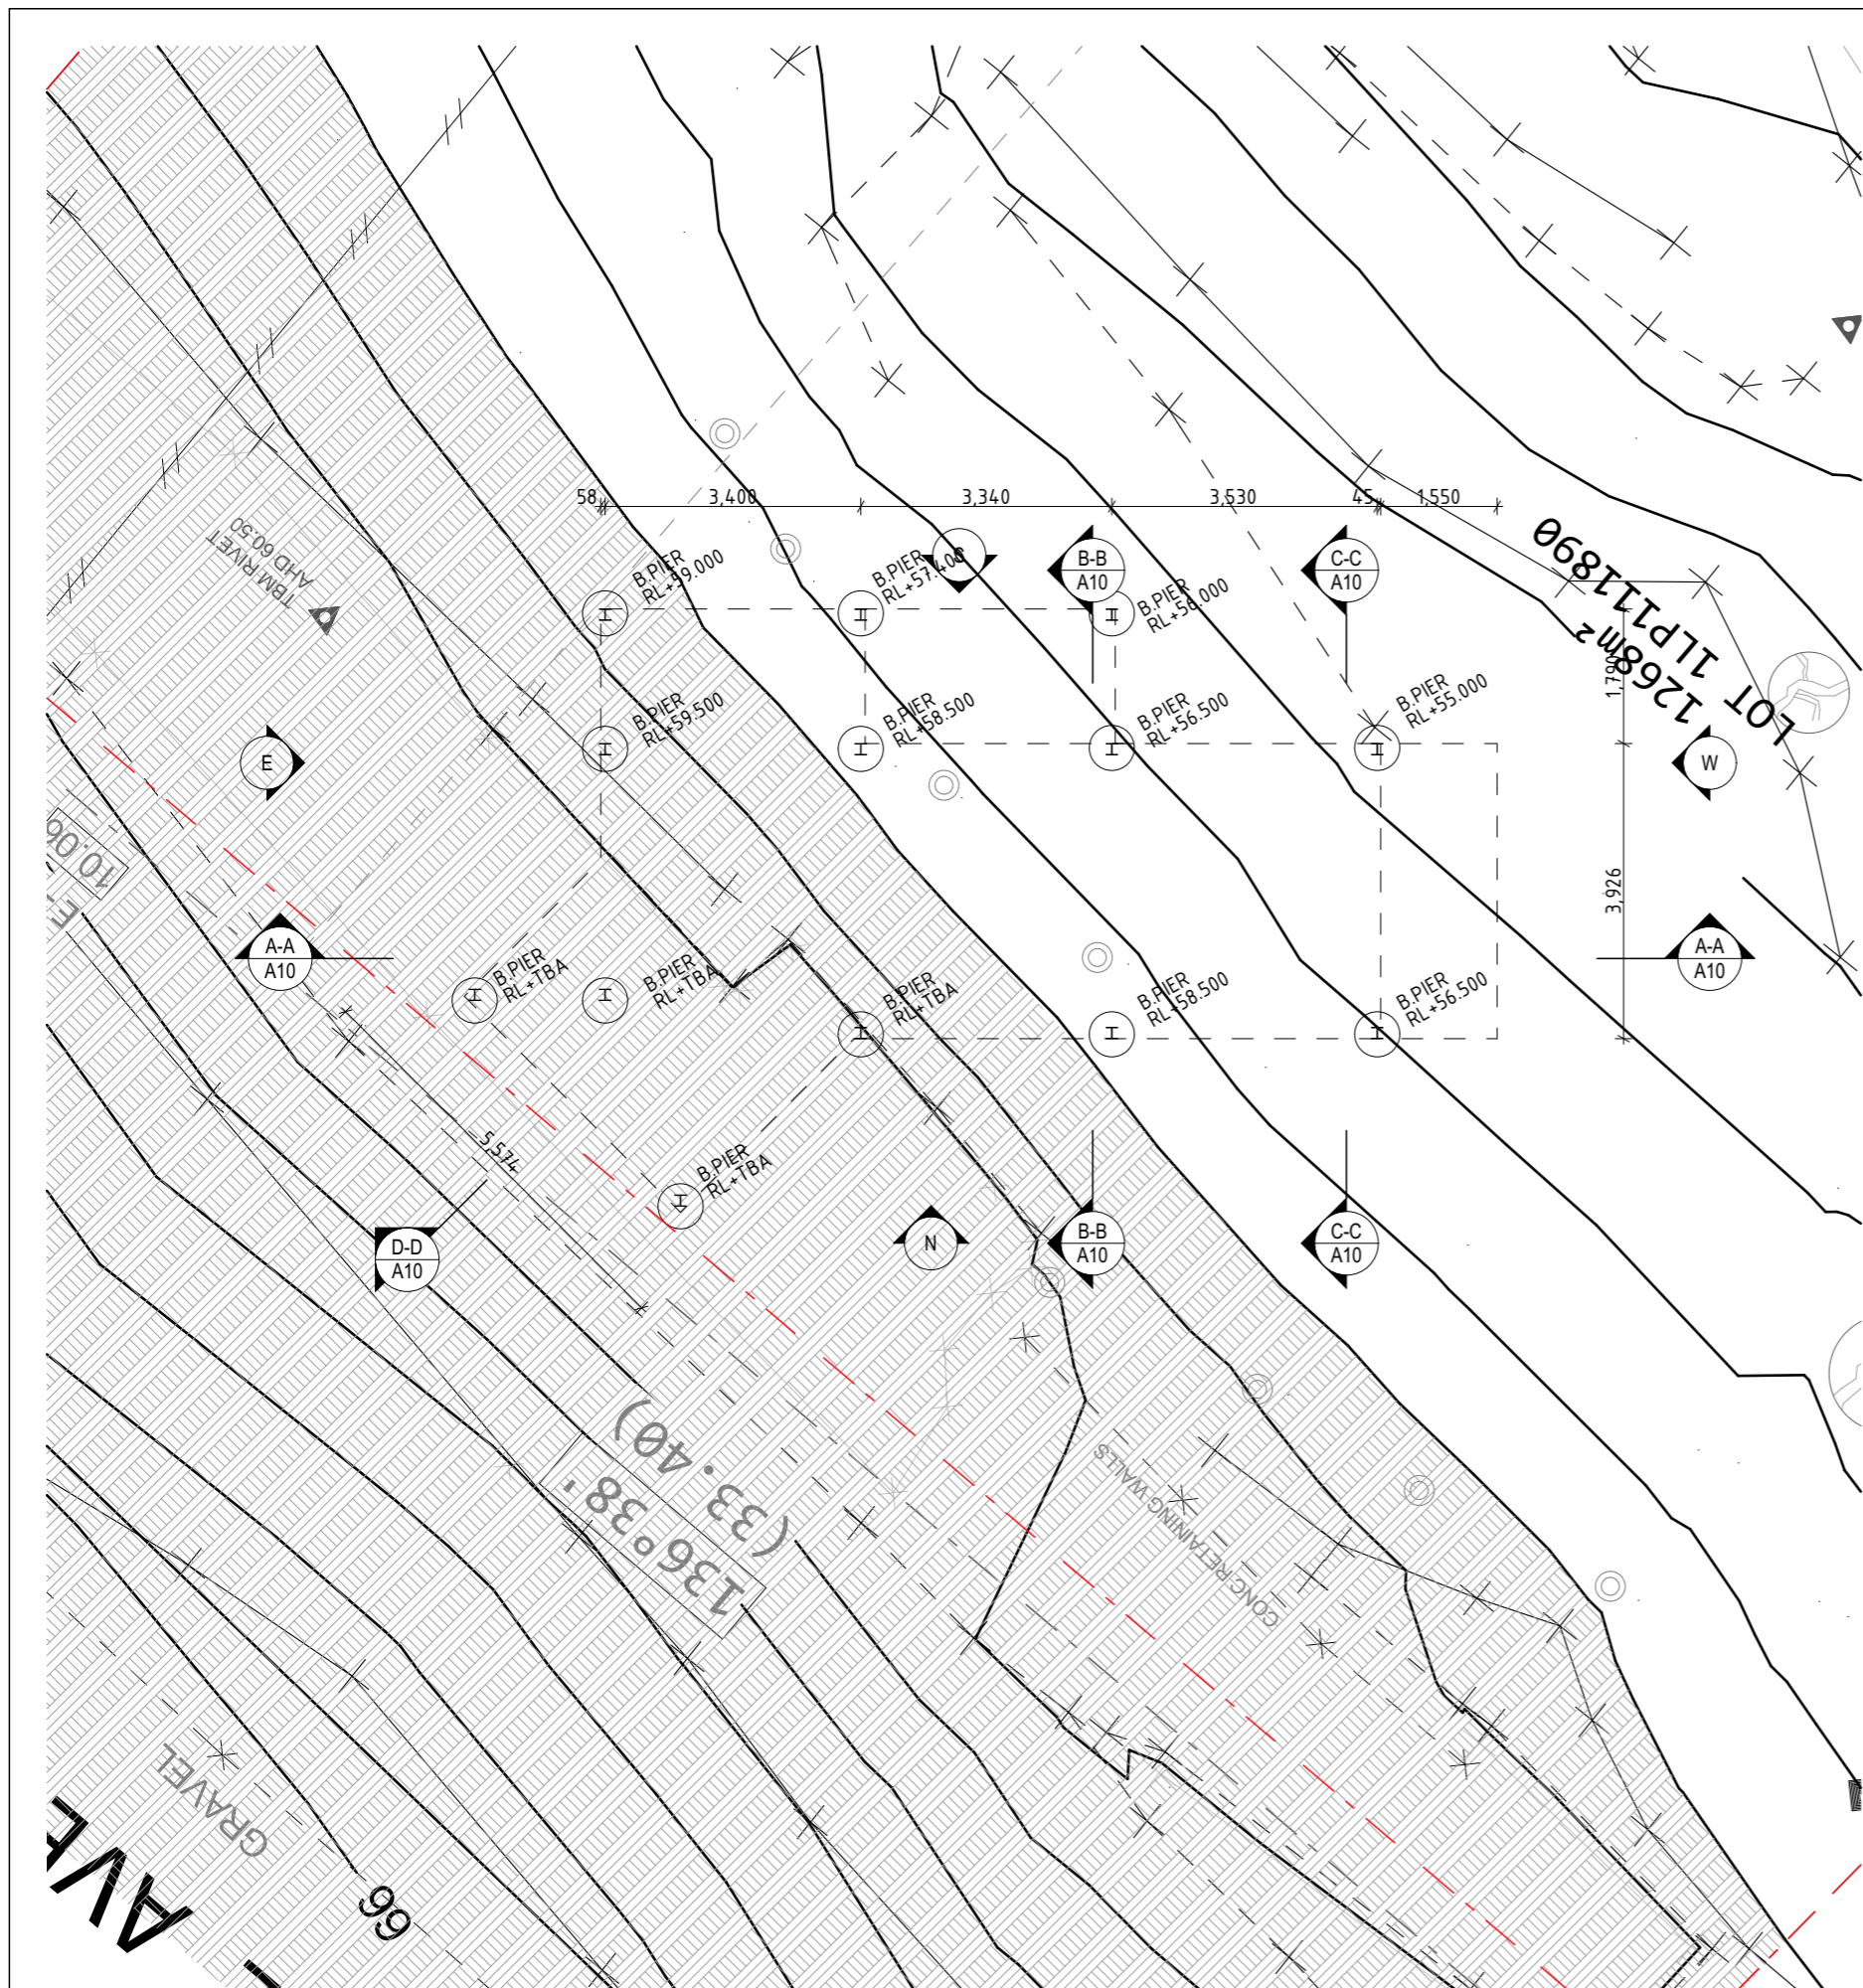 58
3,400
3,340
3,530
45
1,550
TBM RIVET
AHD 60.50
S
B-B
A10
C-C
A10
1268m²
LOT 1LP111890
B.PIER
RL+59.000
B.PIER
RL+57.400
B.PIER
RL+56.000
1,790
B.PIER
RL+59.500
B.PIER
RL+58.500
B.PIER
RL+56.500
B.PIER
RL+55.000
E
W
3,926
A-A
A10
A-A
A10
B.PIER
RL+TBA
B.PIER
RL+TBA
B.PIER
RL+TBA
B.PIER
RL+58.500
B.PIER
RL+56.500
5,574
B.PIER
RL+TBA
D-D
A10
N
B-B
A10
C-C
A10
136°38'
(33.40)
CONC RETAINING WALLS
GRAVEL
66